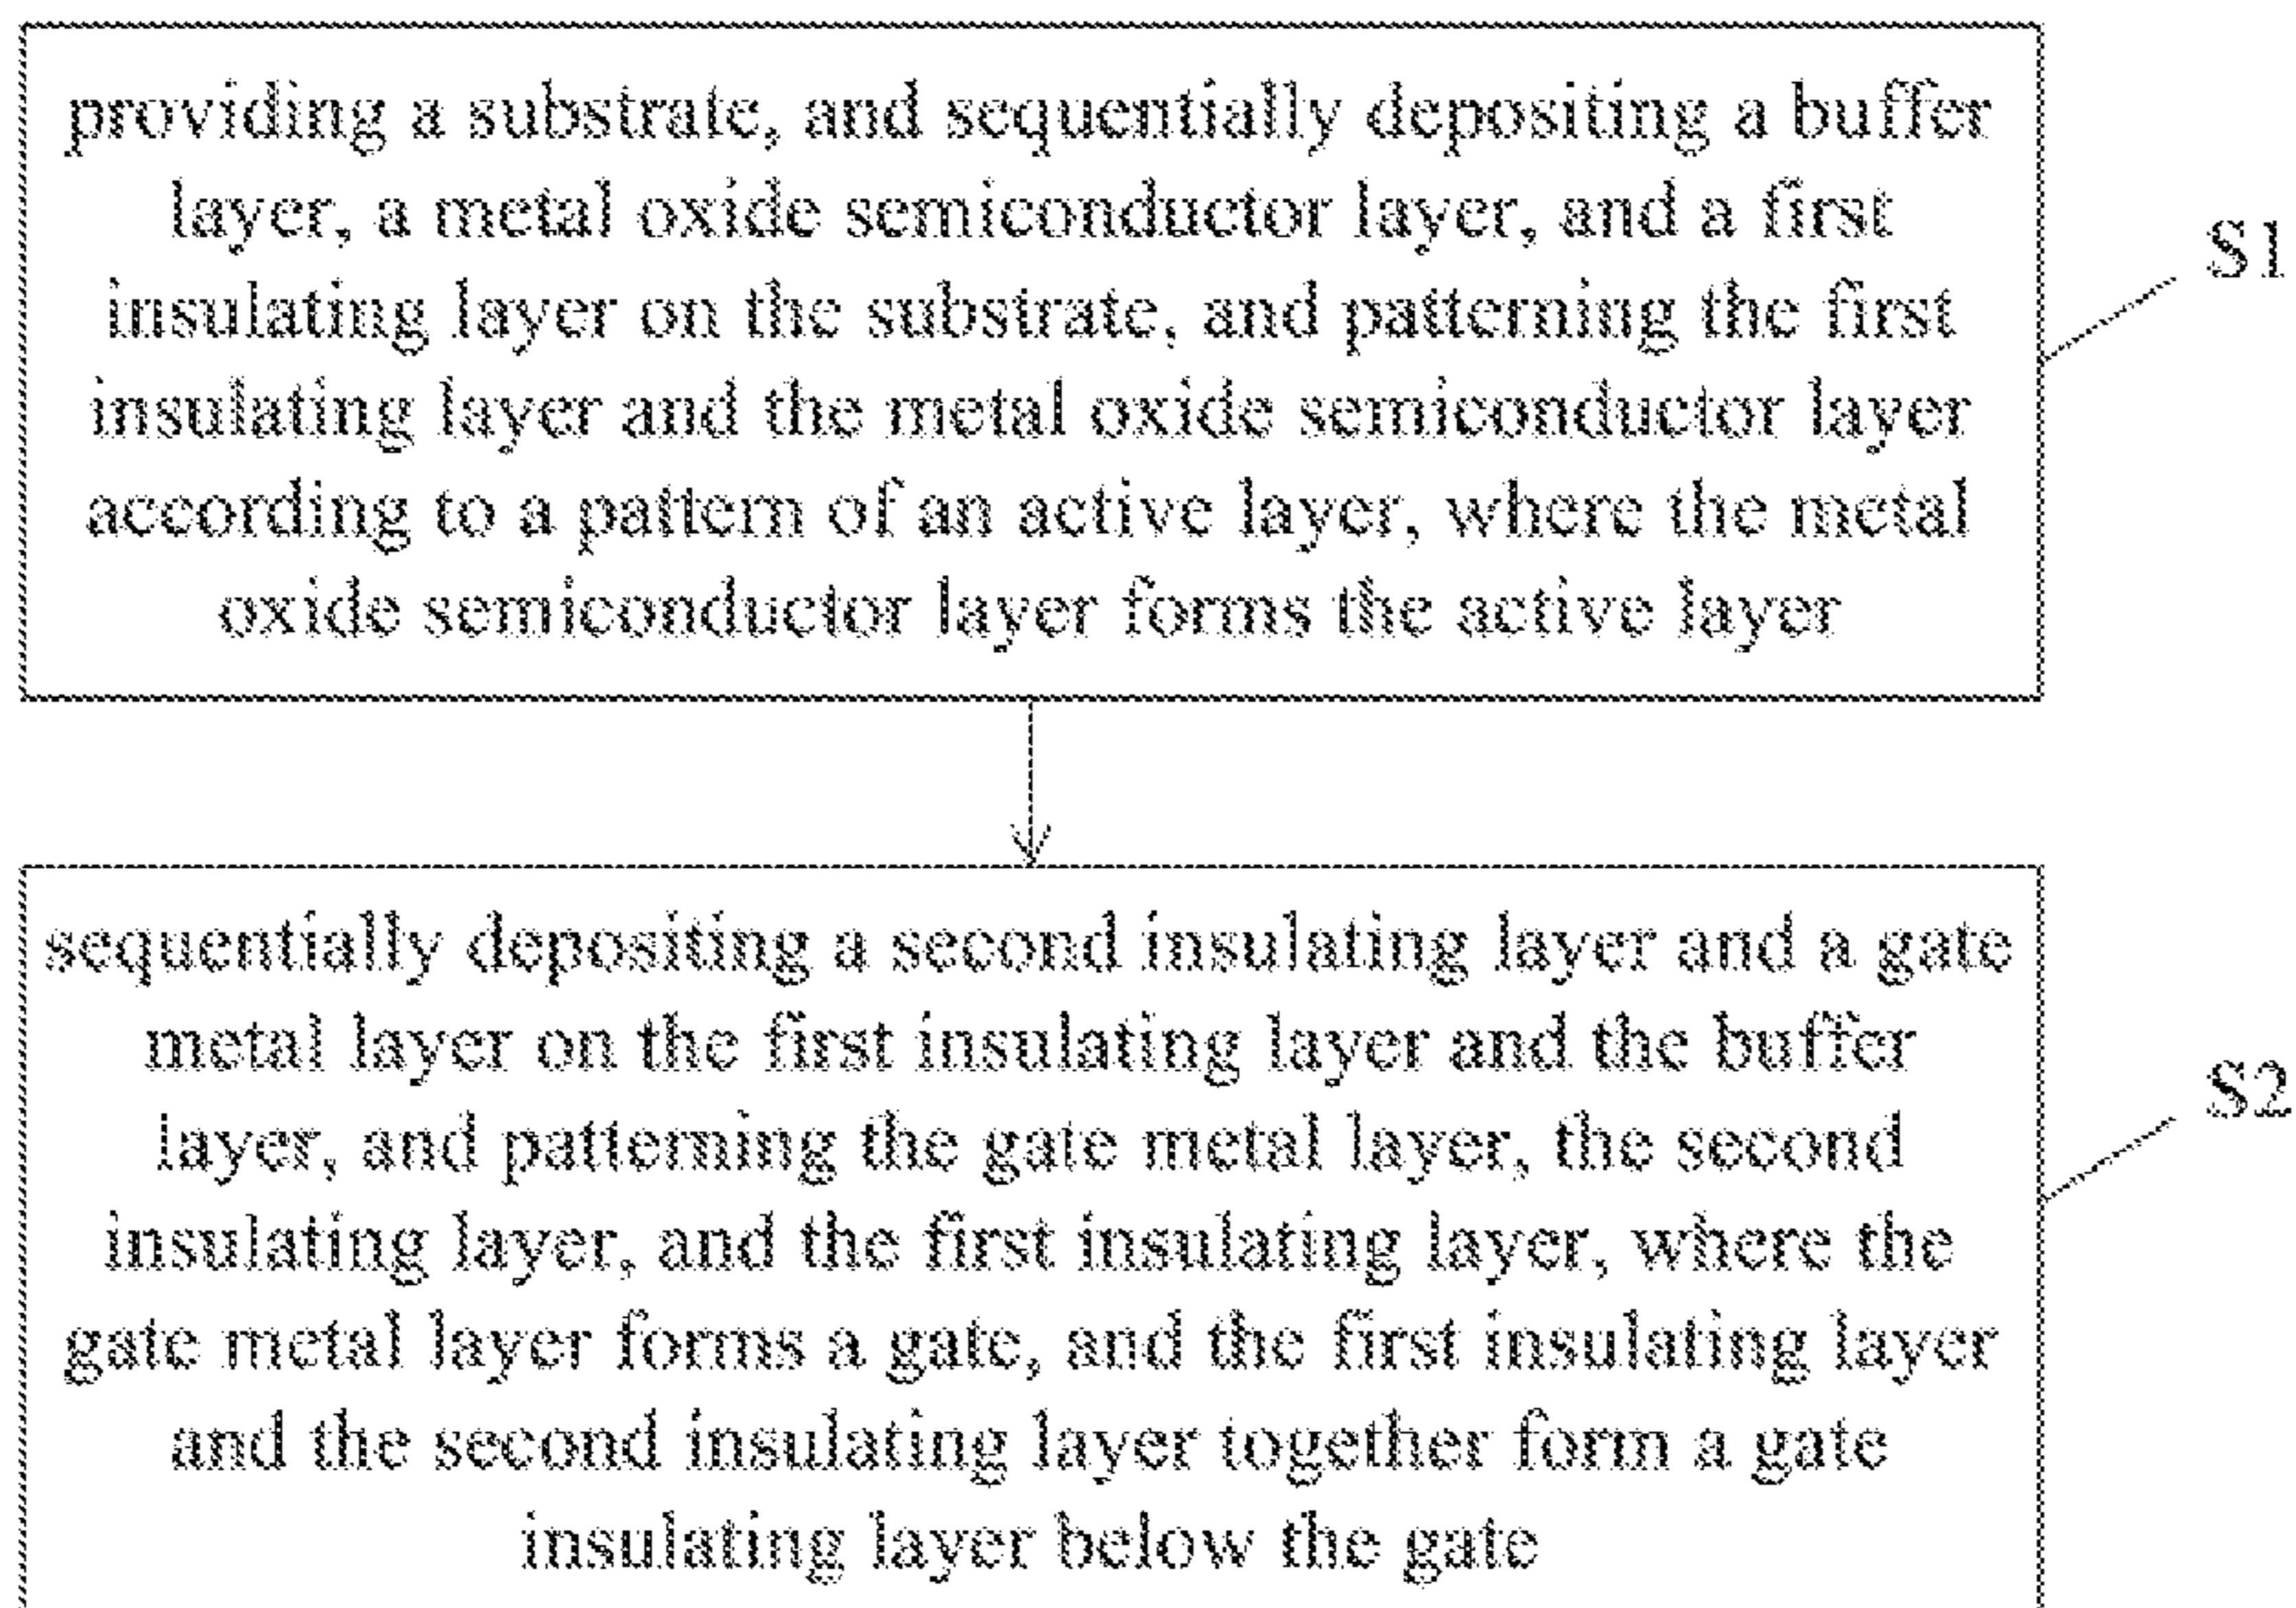 providing a substrate, and sequentially depositing a buffer
layer, a metal oxide semiconductor layer, and a first
insulating layer on the substrate, and patterning the first
insulating layer and the metal oxide semiconductor layer
according to a pattern of an active layer, where the metal
oxide semiconductor layer forms the active layer
S1
sequentially depositing a second insulating layer and a gate
metal layer on the first insulating layer and the buffer
layer, and patterning the gate metal layer, the second
insulating layer, and the first insulating layer, where the
gate metal layer forms a gate, and the first insulating layer
and the second insulating layer together form a gate
insulating layer below the gate
S2